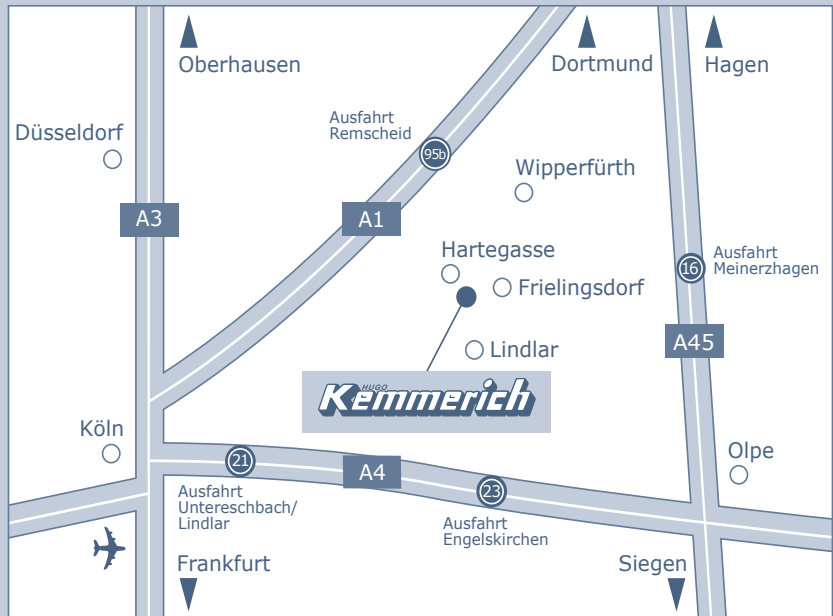 Oberhausen
Dortmund
Hagen
Düsseldorf
Ausfahrt
Remscheid
95b
Wipperfürth
A3
A1
Hartegasse
Ausfahrt
Meinerzhagen
16
Frielingsdorf
A45
Lindlar
HUGO
Kemmerich
Köln
Olpe
21
A4
23
Ausfahrt
Untereschbach/
Lindlar
Ausfahrt
Engelskirchen
Frankfurt
Siegen